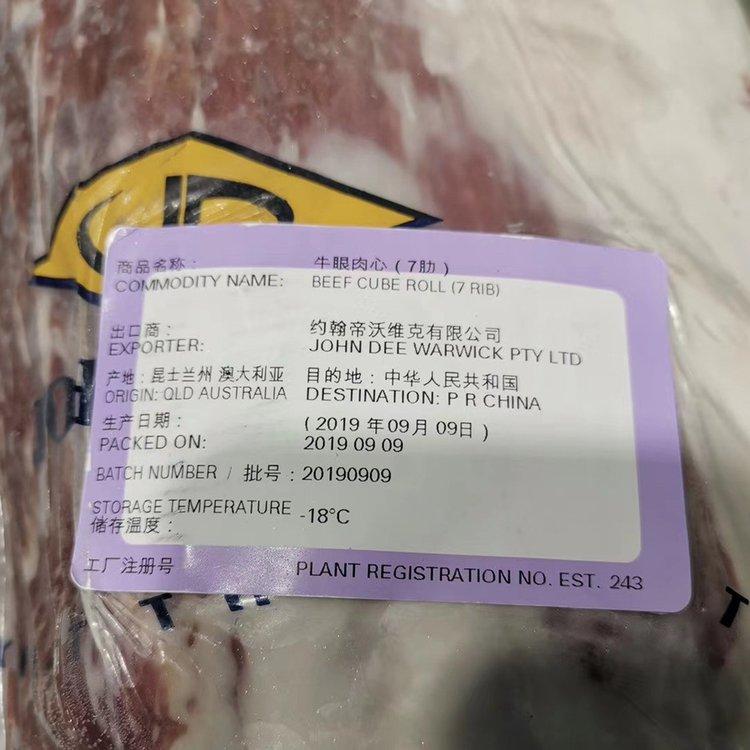 商品名称： 牛眼肉心（7肋）
COMMODITY NAME: BEEF CUBE ROLL (7 RIB)
出口商： 约翰帝沃维克有限公司
EXPORTER: JOHN DEE WARWICK PTY LTD
产地：昆士兰州 澳大利亚 目的地：中华人民共和国
ORIGIN: QLD AUSTRALIA DESTINATION: P R CHINA
生产日期： （2019 年09月 09日）
PACKED ON: 2019 09 09
BATCH NUMBER / 批号：20190909
STORAGE TEMPERATURE -18°C
储存温度：
工厂注册号 PLANT REGISTRATION NO. EST. 243